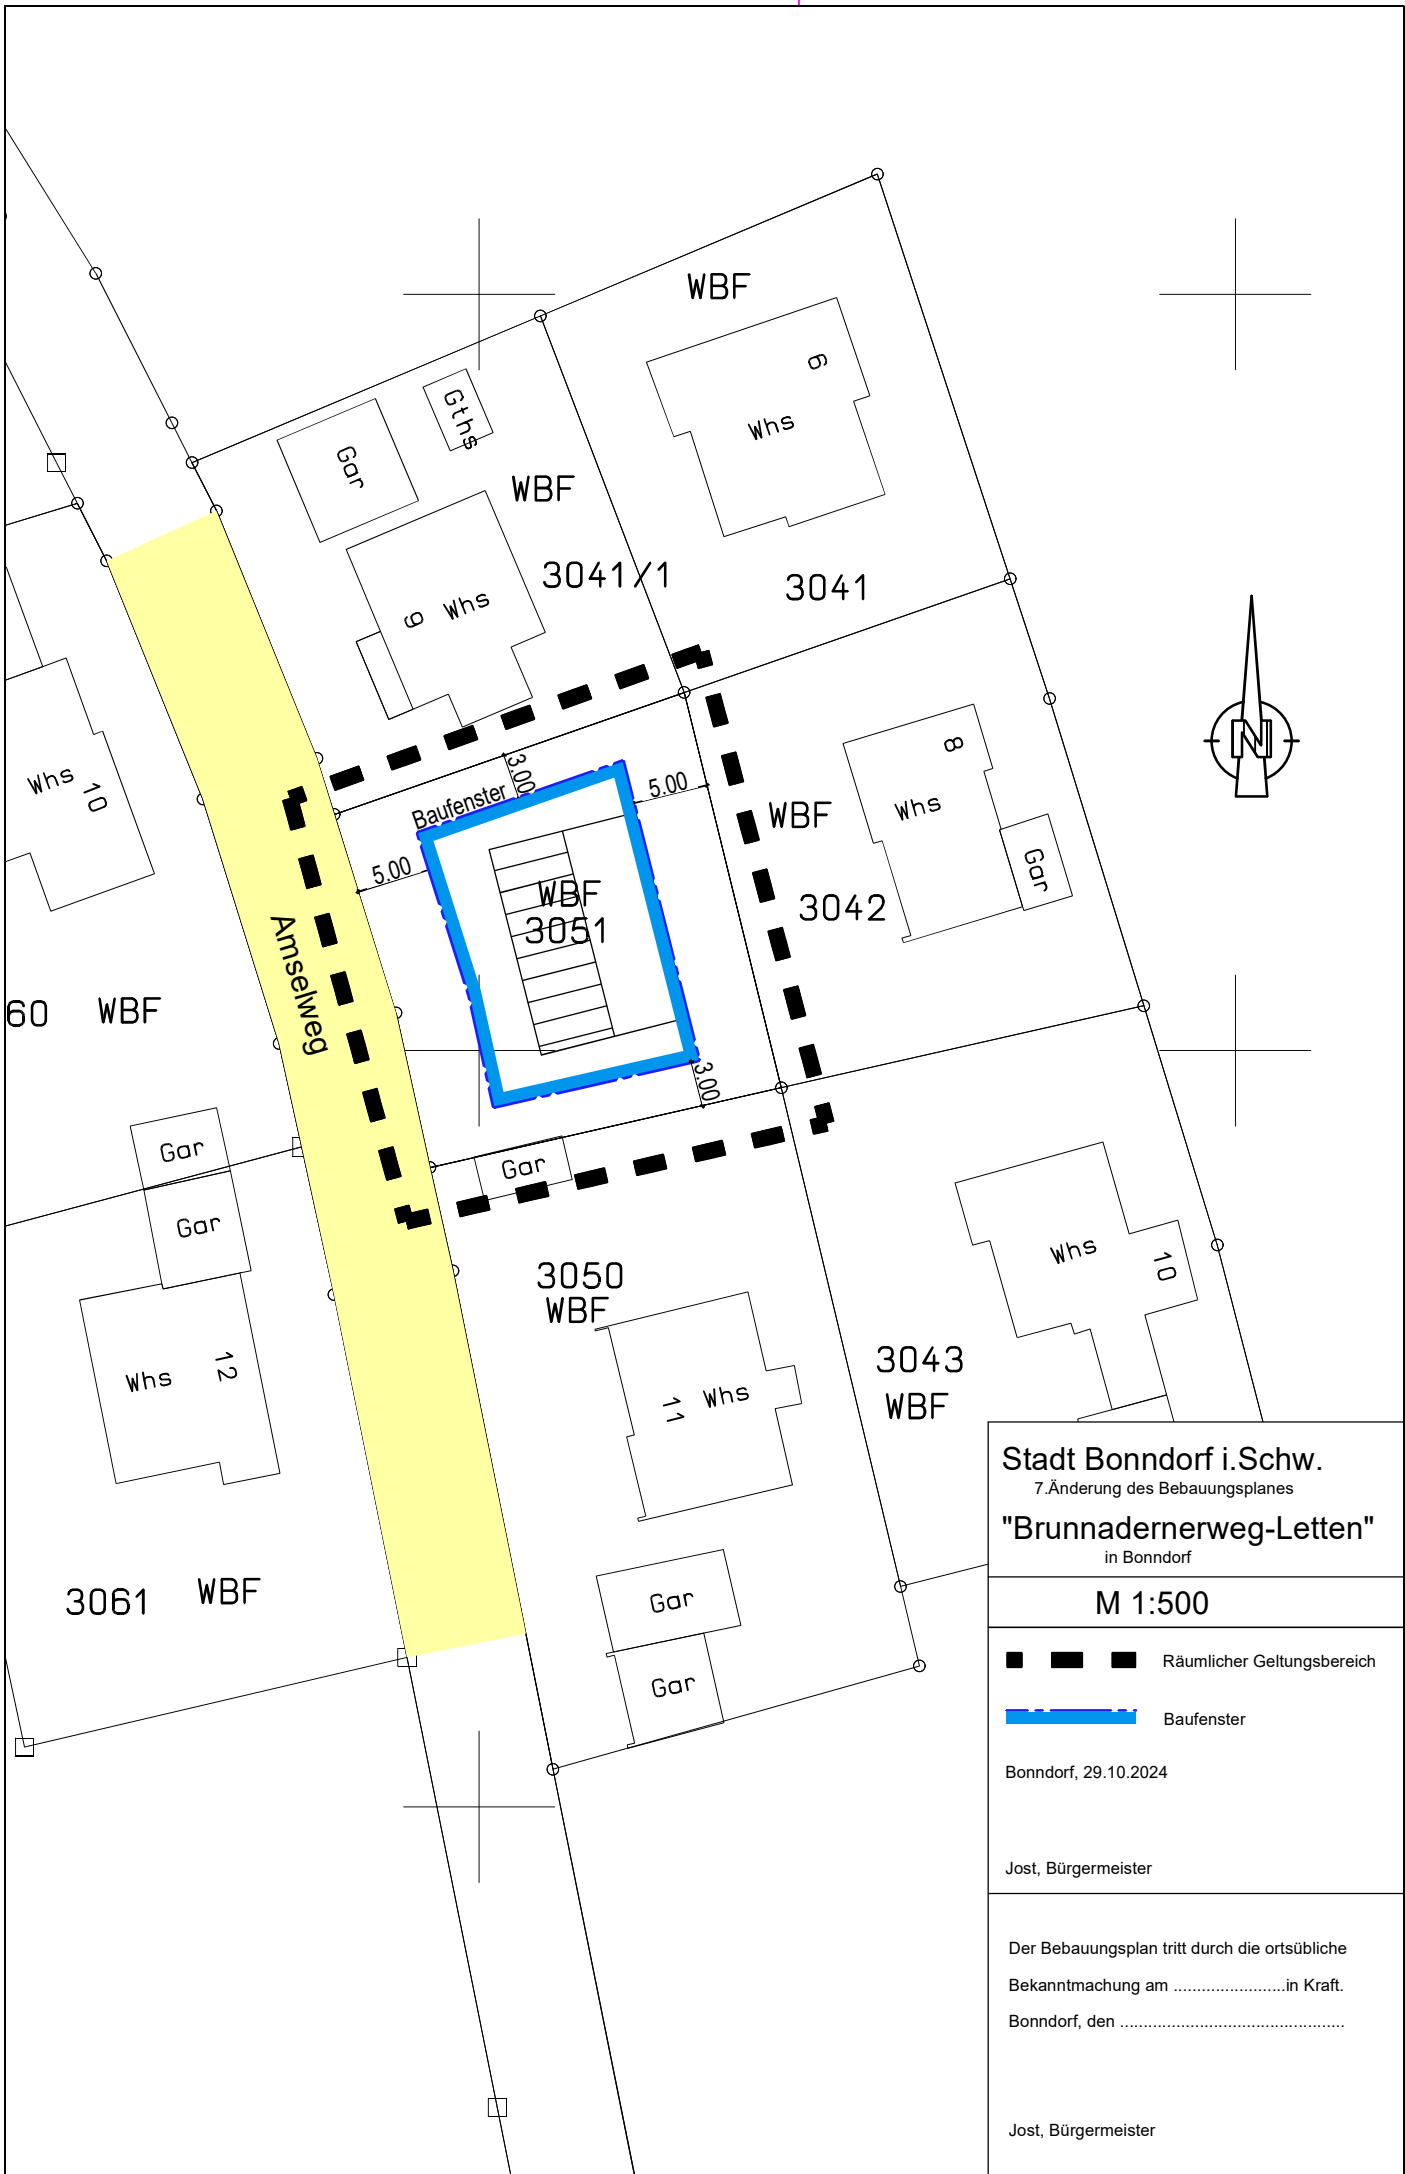 WBF
6
Whs
Gths
Gar
WBF
3041/1
3041
9
Whs
Whs
10
8
Whs
Gar
WBF
3042
3.00
5.00
Baufenster
5.00
WBF
3051
Amselweg
60
WBF
3.00
Gar
Gar
Gar
Whs
10
3050
WBF
Whs
12
11
Whs
3043
WBF
3061
WBF
Gar
Gar
N
Stadt Bonndorf i.Schw.
7.Änderung des Bebauungsplanes
"Brunnadernerweg-Letten"
in Bonndorf
M 1:500
Räumlicher Geltungsbereich
Baufenster
Bonndorf, 29.10.2024
Jost, Bürgermeister
Der Bebauungsplan tritt durch die ortsübliche
Bekanntmachung am ........................in Kraft.
Bonndorf, den ................................................
Jost, Bürgermeister